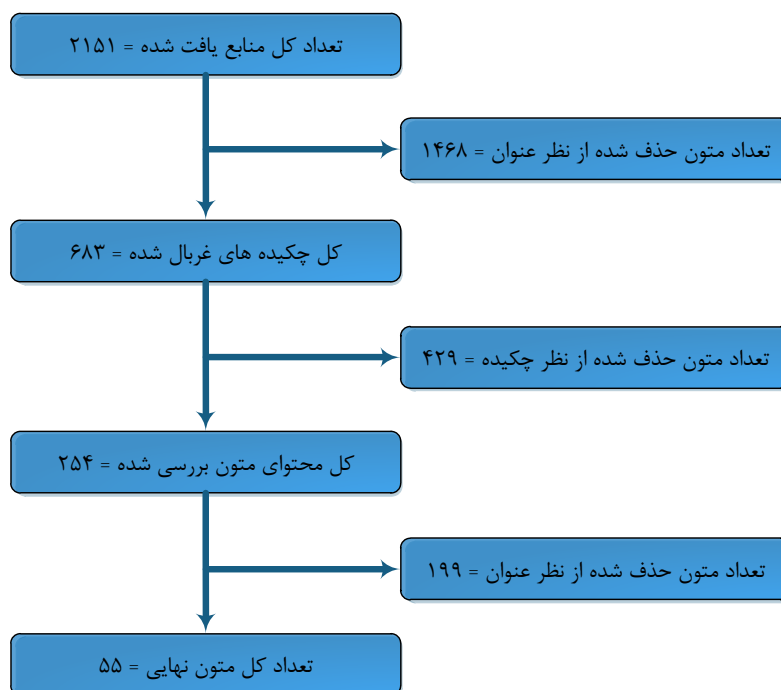 تعداد کل منابع یافت شده = ۲۱۵۱
تعداد متون حذف شده از نظر عنوان = ۱۴۶۸
کل چکیده های غربال شده = ۶۸۳
تعداد متون حذف شده از نظر چکیده = ۴۲۹
کل محتوای متون بررسی شده = ۲۵۴
تعداد متون حذف شده از نظر عنوان = ۱۹۹
تعداد کل متون نهایی = ۵۵